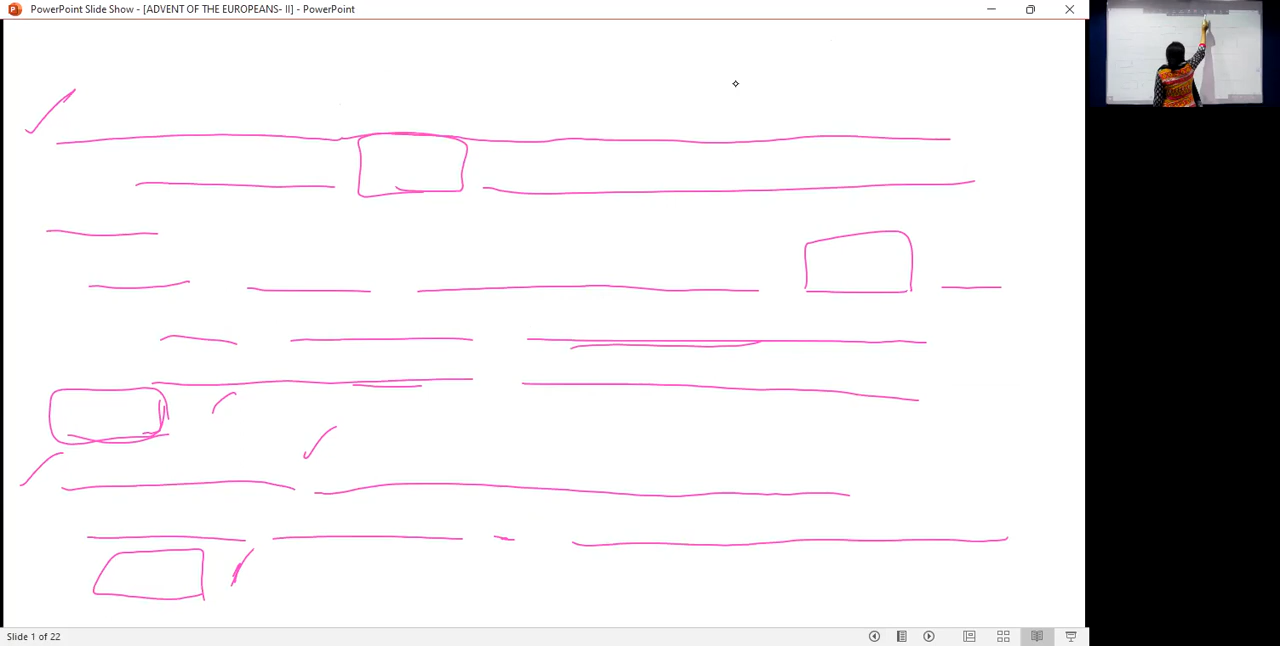 PowerPoint Slide Show - [ADVENT OF THE EUROPEANS- II] - PowerPoint
Slide 1 of 22